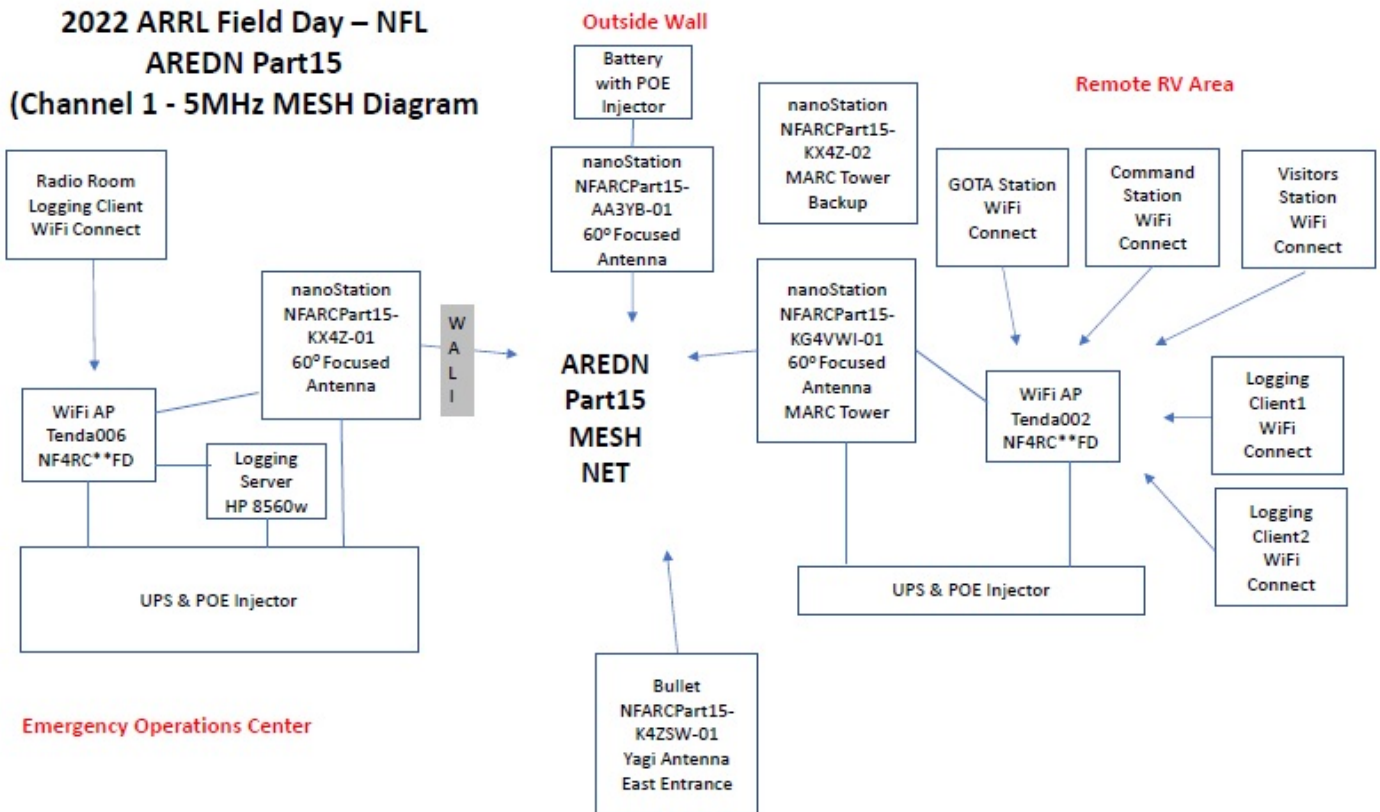 2022 ARRL Field Day – NFL
AREDN Part15
(Channel 1 - 5MHz MESH Diagram
Outside Wall
Remote RV Area
Battery
with POE
Injector
nanoStation
NFARCPart15-
AA3YB-01
60º Focused
Antenna
nanoStation
NFARCPart15-
KX4Z-02
MARC Tower
Backup
GOTA Station
WiFi
Connect
Command
Station
WiFi
Connect
Visitors
Station
WiFi
Connect
Radio Room
Logging Client
WiFi Connect
nanoStation
NFARCPart15-
KX4Z-01
60º Focused
Antenna
W
A
L
l
AREDN
Part15
MESH
NET
nanoStation
NFARCPart15-
KG4VWI-01
60º Focused
Antenna
MARC Tower
WiFi AP
Tenda002
NF4RC**FD
Logging
Client1
WiFi
Connect
Logging
Client2
WiFi
Connect
WiFi AP
Tenda006
NF4RC**FD
Logging
Server
HP 8560w
UPS & POE Injector
UPS & POE Injector
Bullet
NFARCPart15-
K4ZSW-01
Yagi Antenna
East Entrance
Emergency Operations Center